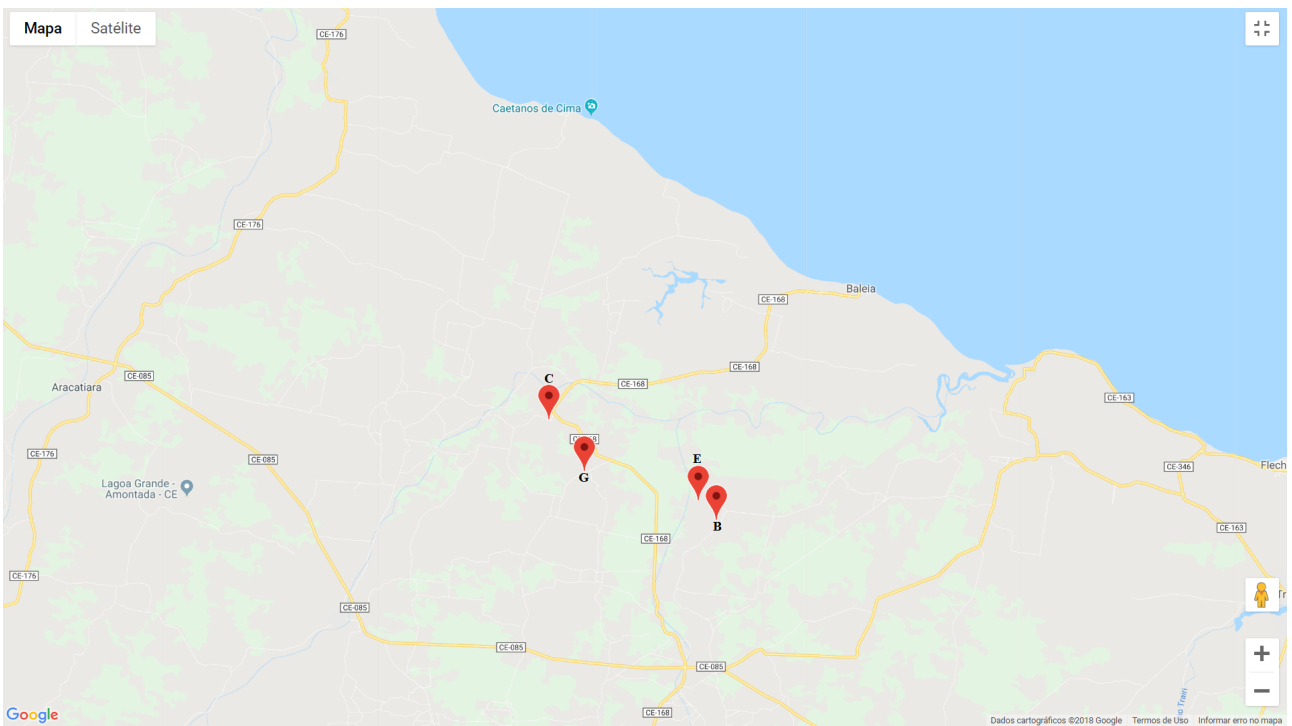 Mapa Satélite
CE-176
Caetanos de Cima
CE-176
Baleia
CE-168
CE-168
CE-085
C
CE-168
Aracatiara
CE-163
CE-176
CE-085
E
CE-346
Flech
G
Lagoa Grande -
Amontada - CE
B
CE-163
CE-168
CE-176
CE-085
CE-085
CE-085
CE-168
Google
Dados cartográficos ©2018 Google Termos de Uso Informar erro no mapa